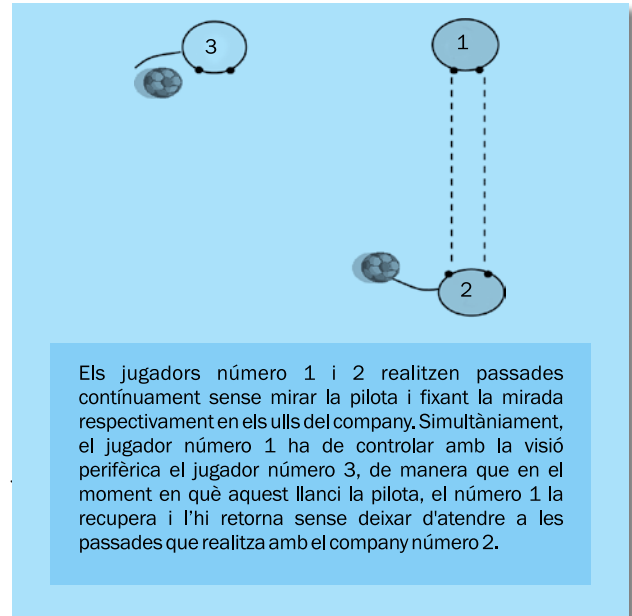 3
1
2
Els jugadors número 1 i 2 realitzen passades
contínuament sense mirar la pilota i fixant la mirada
respectivament en els ulls del company. Simultàniament,
el jugador número 1 ha de controlar amb la visió
perifèrica el jugador número 3, de manera que en el
moment en què aquest llanci la pilota, el número 1 la
recupera i l'hi retorna sense deixar d'atendre a les
passades que realitza amb el company número 2.